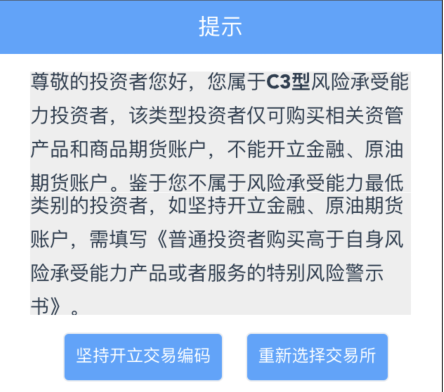 提示
尊敬的投资者您好，您属于C3型风险承受能
力投资者，该类型投资者仅可购买相关资管
产品和商品期货账户，不能开立金融、原油
期货账户。鉴于您不属于风险承受能力最低
类别的投资者，如坚持开立金融、原油期货
账户，需填写《普通投资者购买高于自身风
险承受能力产品或者服务的特别风险警示
书》。
坚持开立交易编码
重新选择交易所